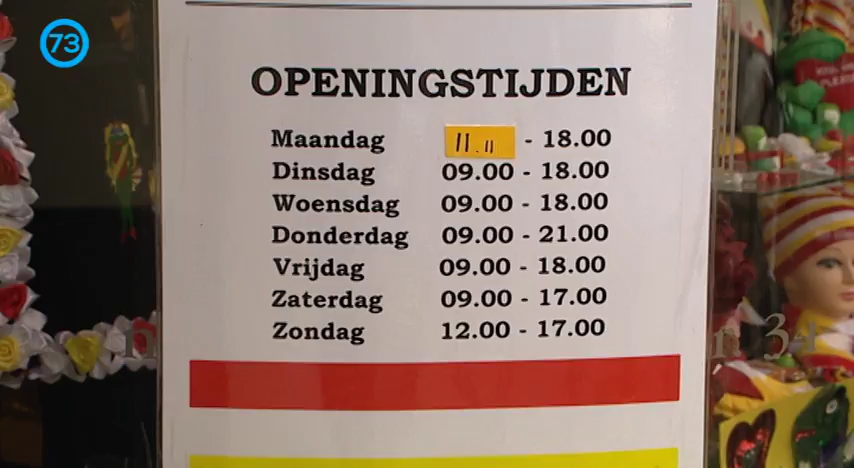 73
OPENINGSTIJDEN
Maandag 11.11 - 18.00
Dinsdag 09.00 - 18.00
Woensdag 09.00 - 18.00
Donderdag 09.00 - 21.00
Vrijdag 09.00 - 18.00
Zaterdag 09.00 - 17.00
Zondag 12.00 - 17.00